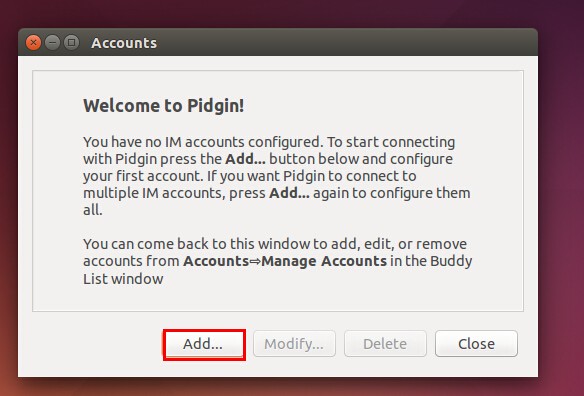 Accounts
Welcome to Pidgin!
You have no IM accounts configured. To start connecting
with Pidgin press the Add... button below and configure
your first account. If you want Pidgin to connect to
multiple IM accounts, press Add... again to configure them
all.
You can come back to this window to add, edit, or remove
accounts from Accounts⇨Manage Accounts in the Buddy
List window
Add... Modify... Delete Close